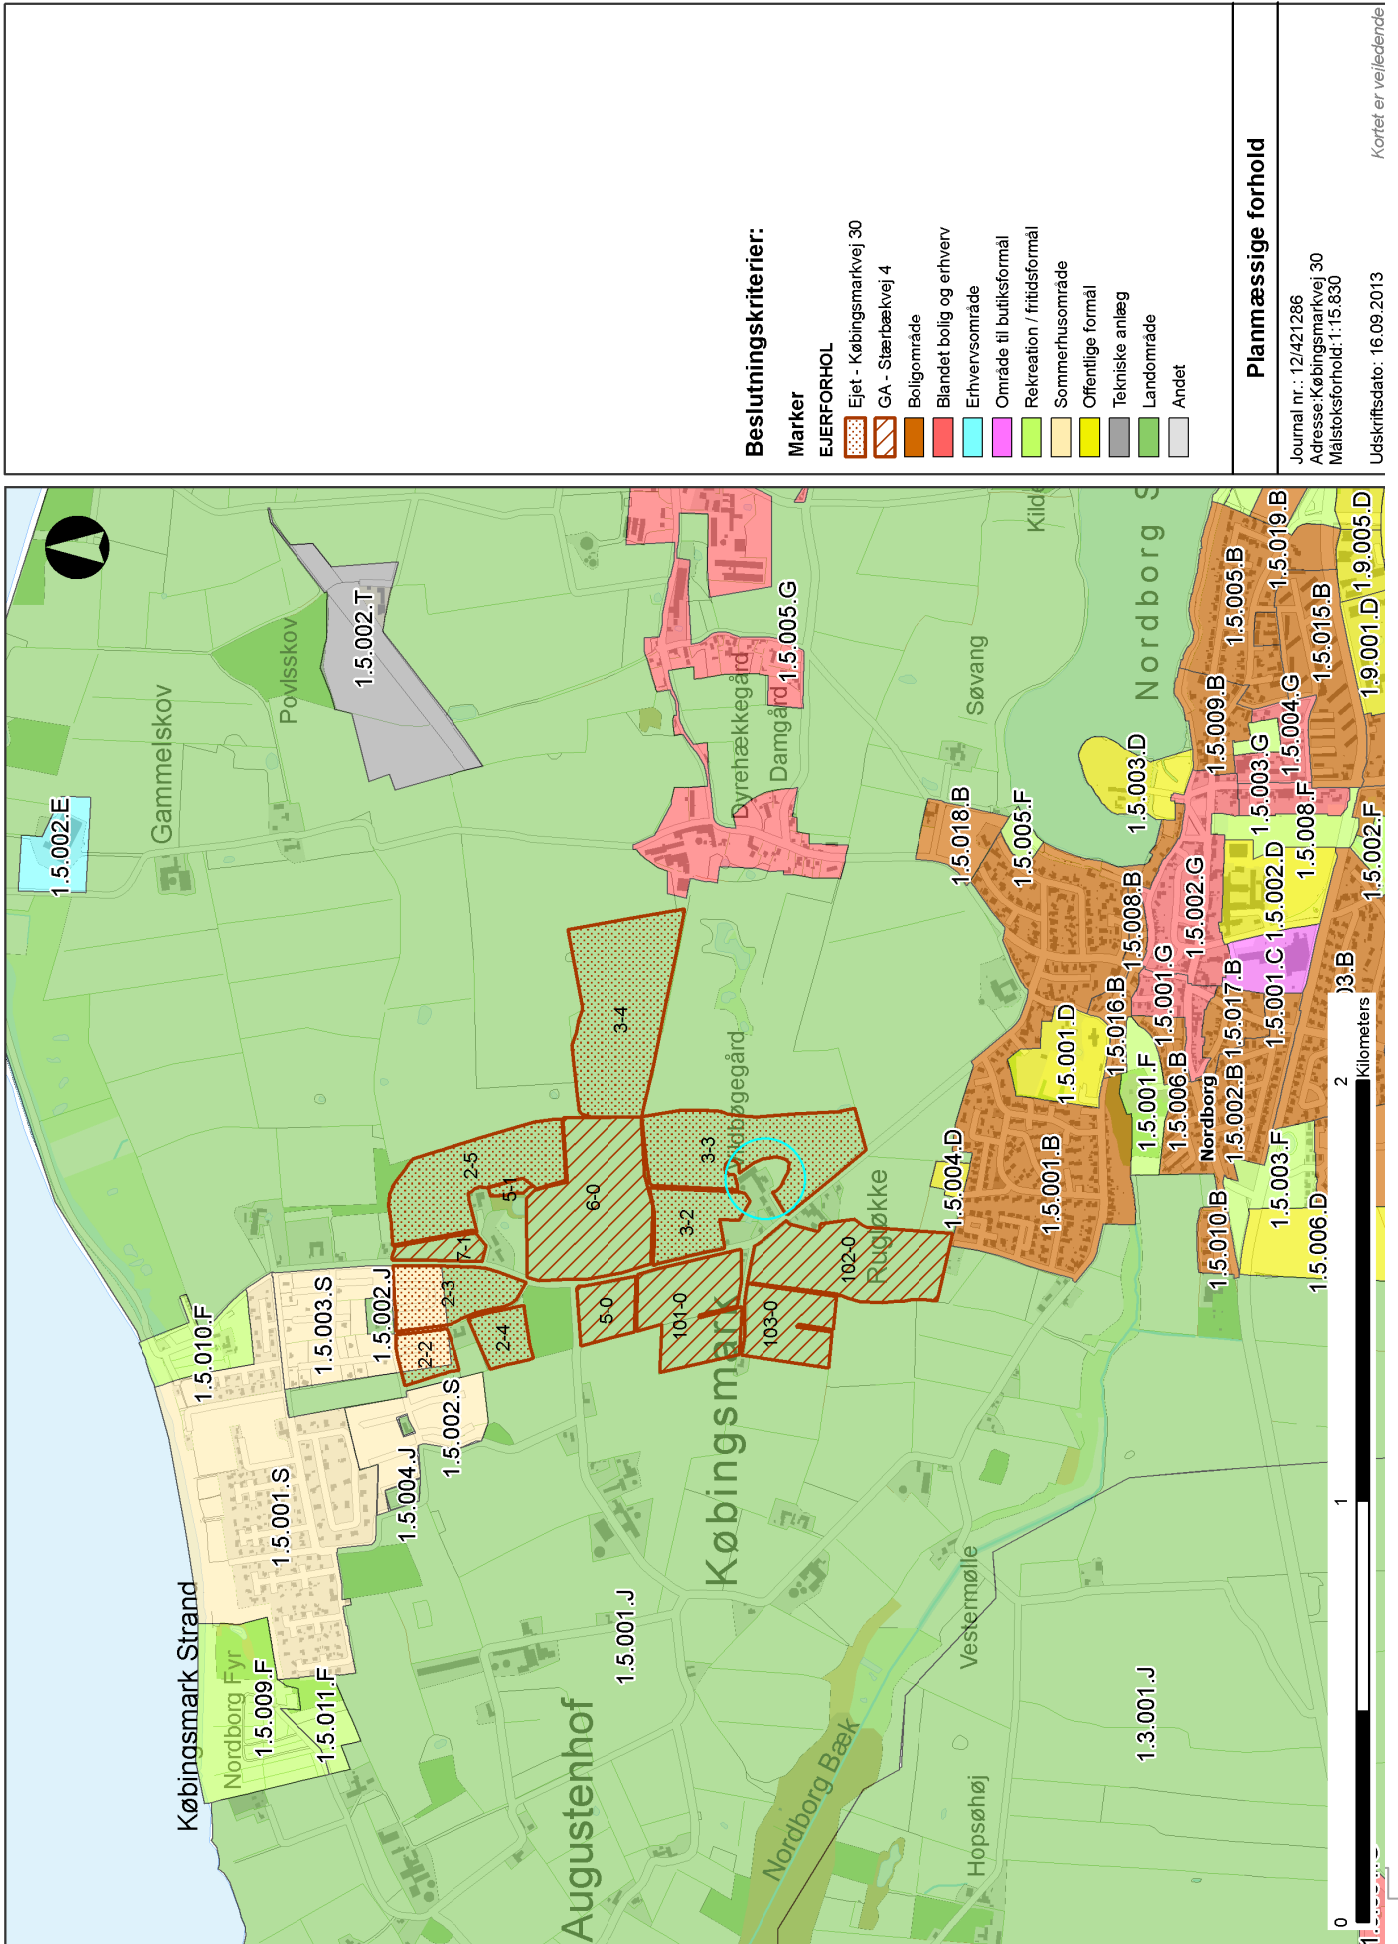 Købingsmark Strand
Nordborg Fyr
1.5.009.F
1.5.011.F
1.5.001.S
1.5.010.F
1.5.003.S
1.5.002.J
1.5.004.J
1.5.002.S
1.5.002.E
Gammelskov
Povlsskov
1.5.002.T
2-2
2-3
2-4
7-1
2-5
5-1
6-0
5-0
101-0
103-0
102-0
3-2
3-3
3-4
Augustenhof
1.5.001.J
Købingsmark
Rugløkke
Dyrehækkegård
Damgård
1.5.005.G
Søvang
Nordborg S
Nordborg Bæk
Vestermølle
Hopsøhøj
1.3.001.J
1.5.018.B
1.5.005.F
1.5.003.D
1.5.004.D
1.5.001.B
1.5.001.D
1.5.016.B
1.5.008.B
1.5.001.F
1.5.001.G
1.5.006.B
1.5.002.G
1.5.009.B
1.5.005.B
1.5.019.B
1.5.015.B
1.5.004.G
1.5.003.G
1.5.008.F
1.5.002.D
1.5.001.C
1.5.017.B
1.5.002.B
Nordborg
1.5.010.B
1.5.003.F
1.5.006.D
1.5.002.F
1.9.001.D
1.9.005.D
03.B
0 1 2
Kilometers
Beslutningskriterier:
Marker
EJERFORHOL
Ejet - Købingsmarkvej 30
GA - Stærbækvej 4
Boligområde
Blandet bolig og erhverv
Erhvervsområde
Område til butiksformål
Rekreation / fritidsformål
Sommerhusområde
Offentlige formål
Tekniske anlæg
Landområde
Andet
Planmæssige forhold
Journal nr.: 12/421286
Adresse:Købingsmarkvej 30
Målstoksforhold:1:15.830
Udskriftsdato: 16.09.2013
Kortet er vejledende